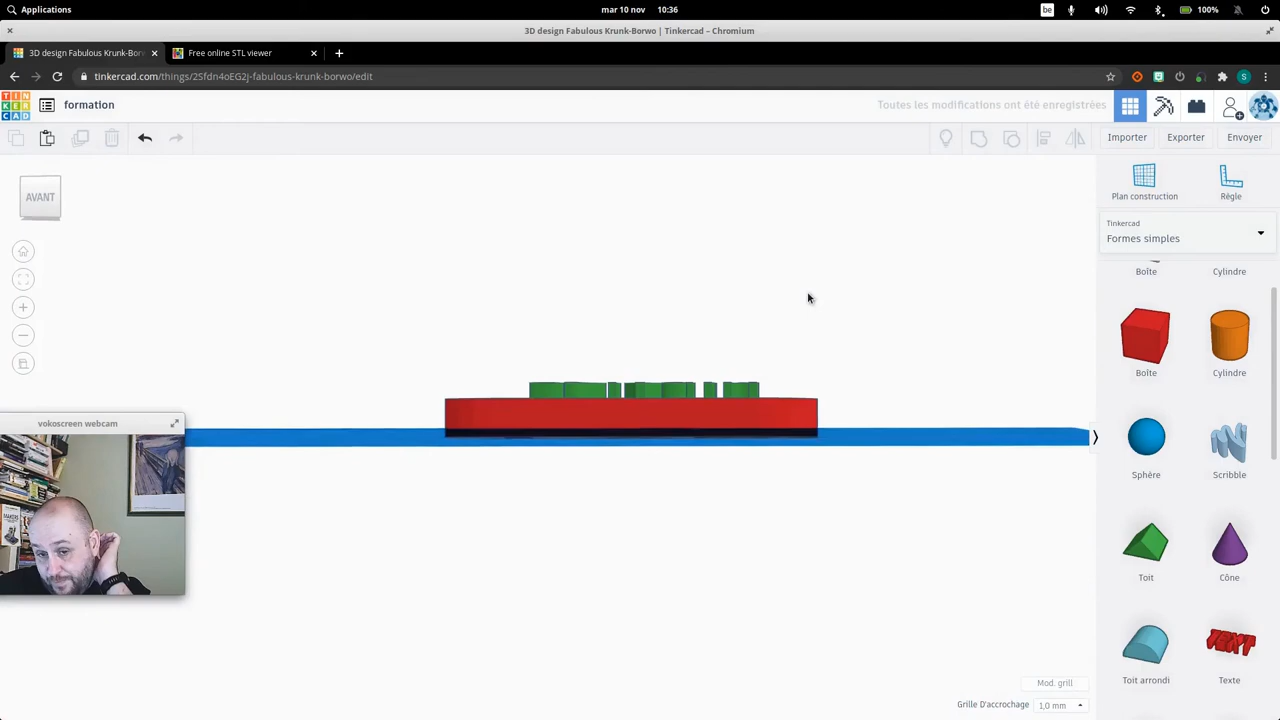 Applications
mar 10 nov
10:36
be
100%
3D design Fabulous Krunk-Borwo | Tinkercad – Chromium
3D design Fabulous Krunk-Borw
Free online STL viewer
tinkercad.com/things/2Sfdn4oEG2j-fabulous-krunk-borwo/edit
S
TIN
KER
CAD
formation
Toutes les modifications ont été enregistrées
Importer
Exporter
Envoyer
AVANT
Plan construction
Règle
Tinkercad
Formes simples
Boîte
Cylindre
Boîte
Cylindre
vokoscreen webcam
Sphère
Scribble
Toit
Cône
TEXT
Toit arrondi
Texte
Mod. grill
Grille D'accrochage
1,0 mm